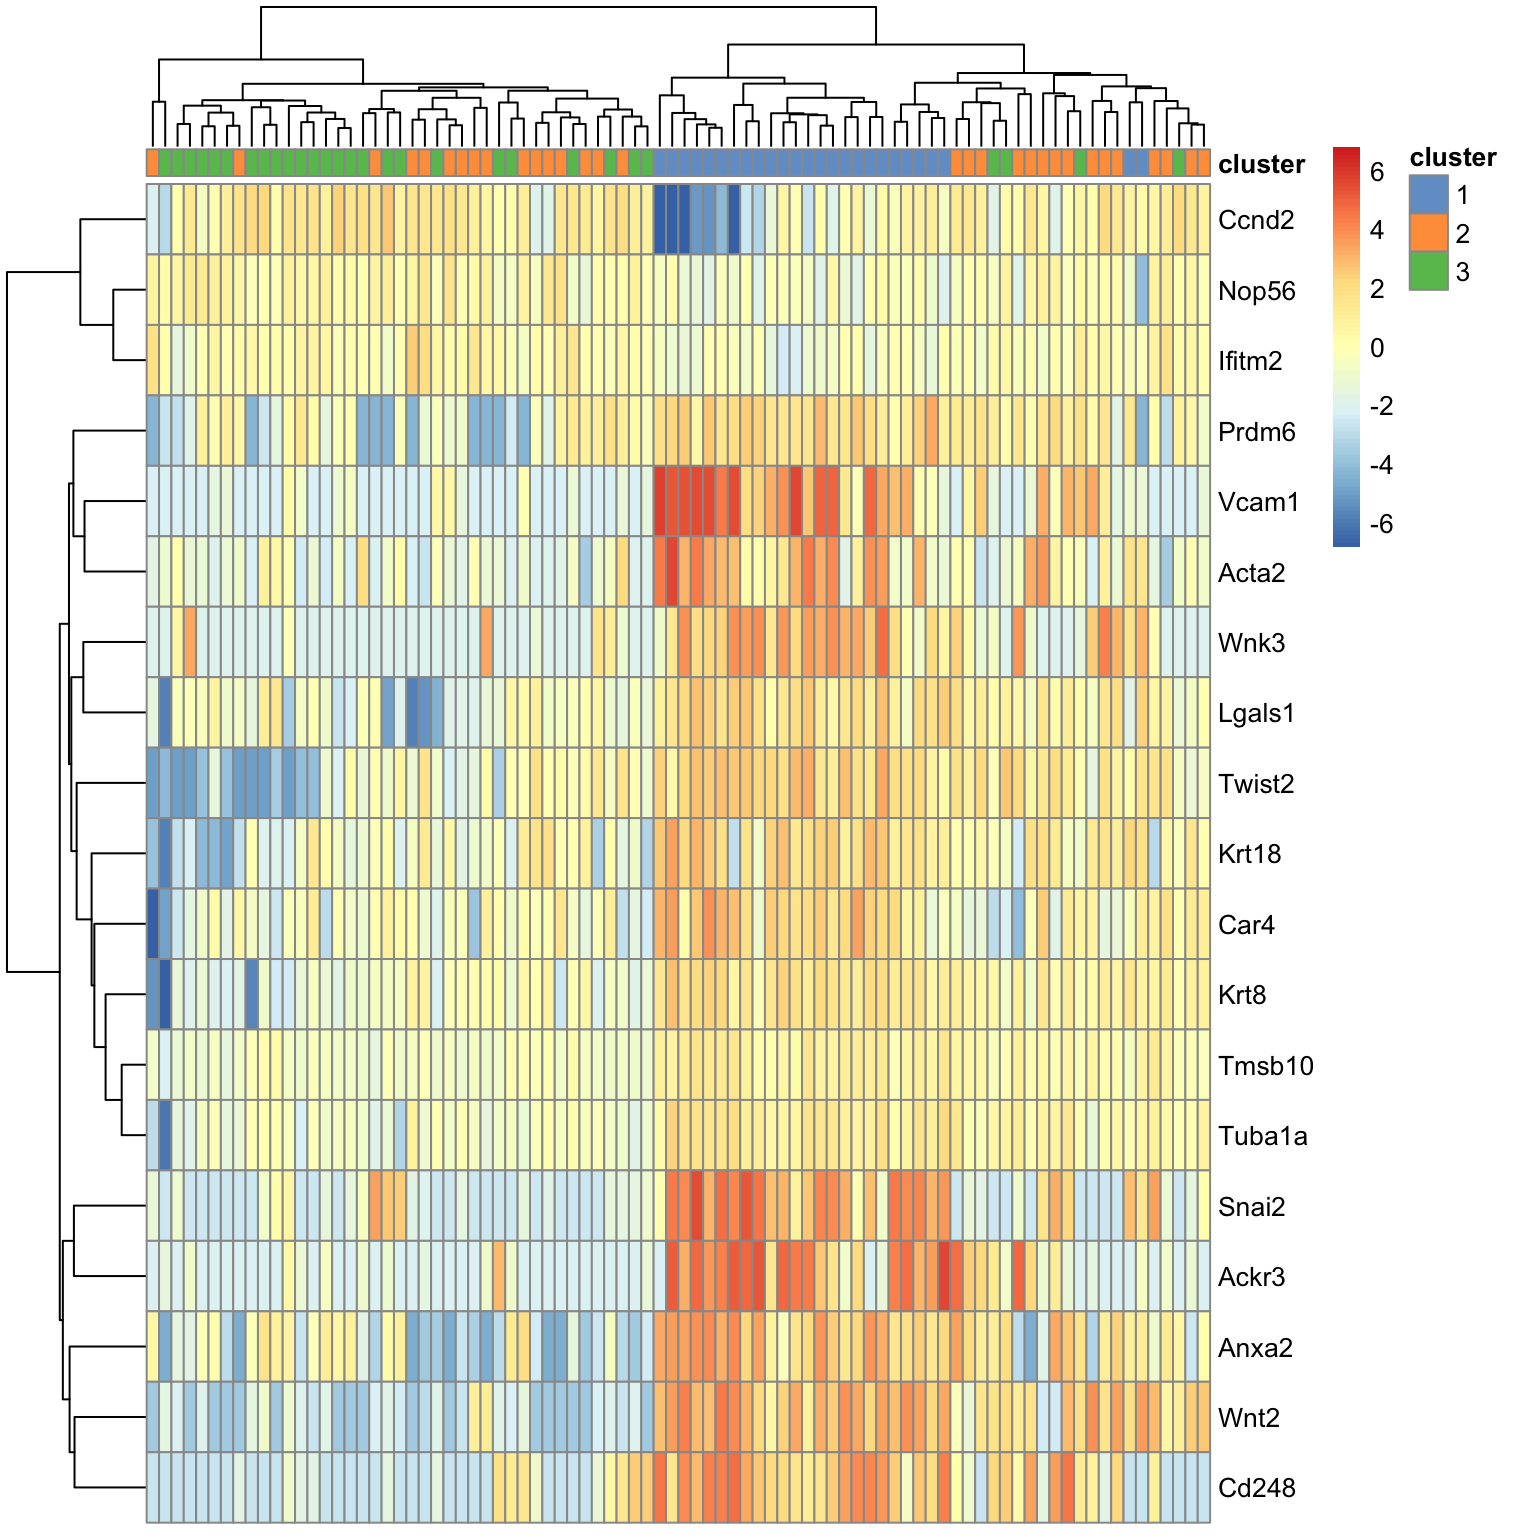 cluster
Ccnd2
Nop56
Ifitm2
Prdm6
Vcam1
Acta2
Wnk3
Lgals1
Twist2
Krt18
Car4
Krt8
Tmsb10
Tuba1a
Snai2
Ackr3
Anxa2
Wnt2
Cd248
6
4
2
0
-2
-4
-6
cluster
1
2
3